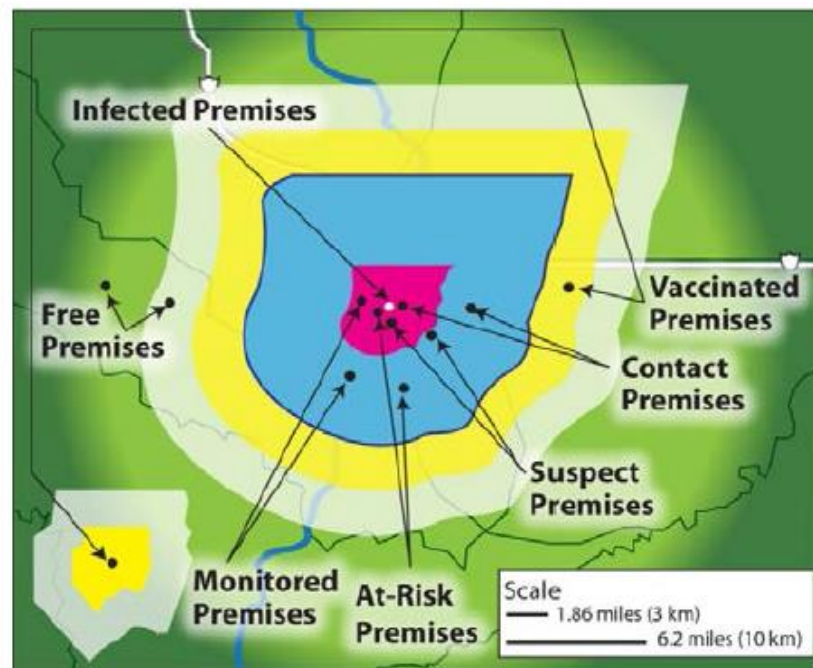 Infected Premises
Free
Premises
Vaccinated
Premises
Contact
Premises
Suspect
Premises
Monitored
Premises
At-Risk
Premises
Scale
1.86 miles (3 km)
6.2 miles (10 km)